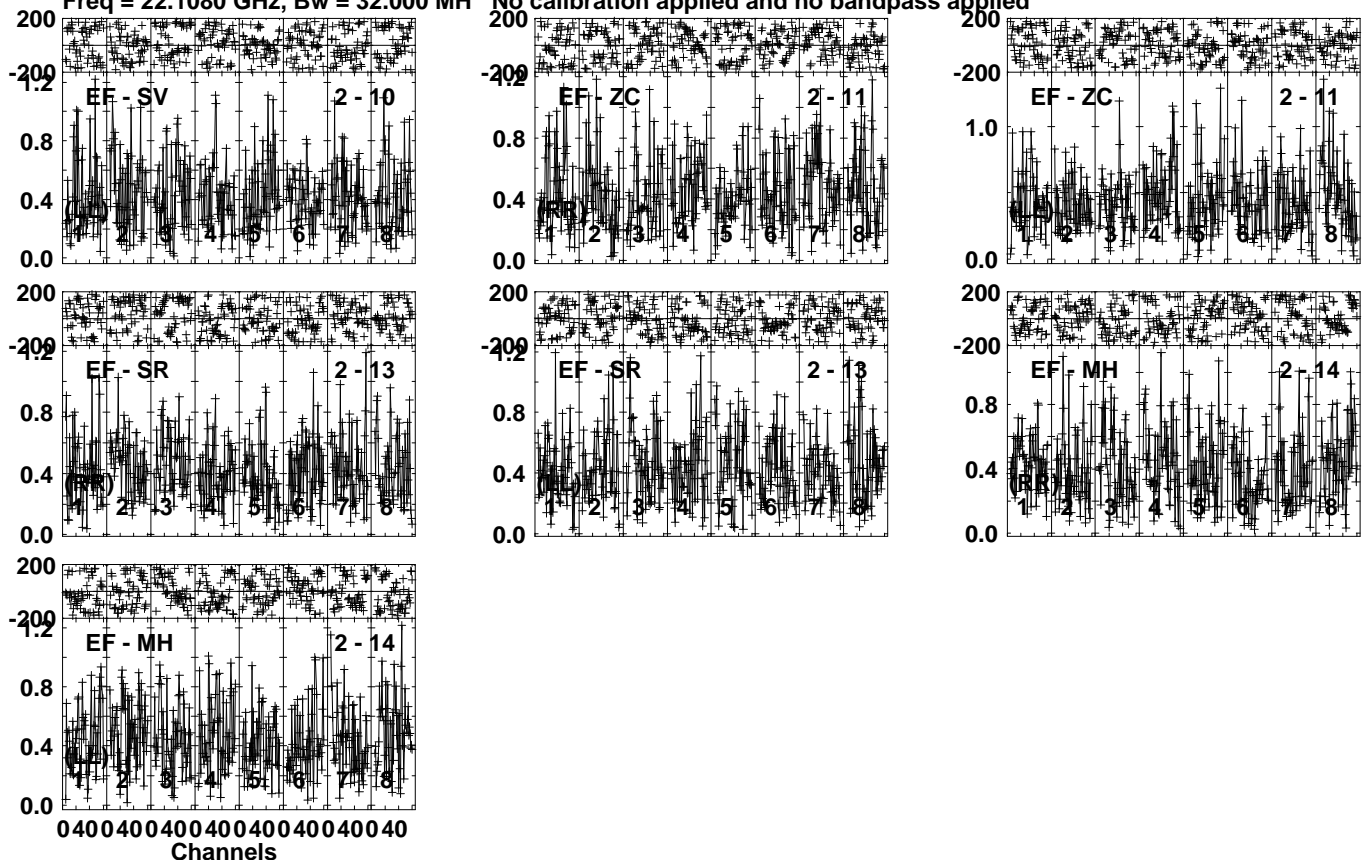 Freq = 22.1080 GHz, Bw = 32.000 MH No calibration applied and no bandpass applied
200 200 200
-200 -200 -200
1.2 EF - SV 2 - 10 1.2 EF - ZC 2 - 11 EF - ZC 2 - 11
1.0
0.8 0.8
0.4 0.4
(LL) (RR) (LL)
1 2 3 4 5 6 7 8 1 2 3 4 5 6 7 8 1 2 3 4 5 6 7 8
0.0 0.0 0.0
200 200 200
-200 -200 -200
1.2 EF - SR 2 - 13 1.2 EF - SR 2 - 13 EF - MH 2 - 14
0.8 0.8 0.8
0.4 0.4 0.4
(RR) (LL) (RR)
1 2 3 4 5 6 7 8 1 2 3 4 5 6 7 8 1 2 3 4 5 6 7 8
0.0 0.0 0.0
200
-200
1.2 EF - MH 2 - 14
0.8
0.4
(LL)
1 2 3 4 5 6 7 8
0.0
0 40 0 40 0 40 0 40 0 40 0 40 0 40 0 40
Channels